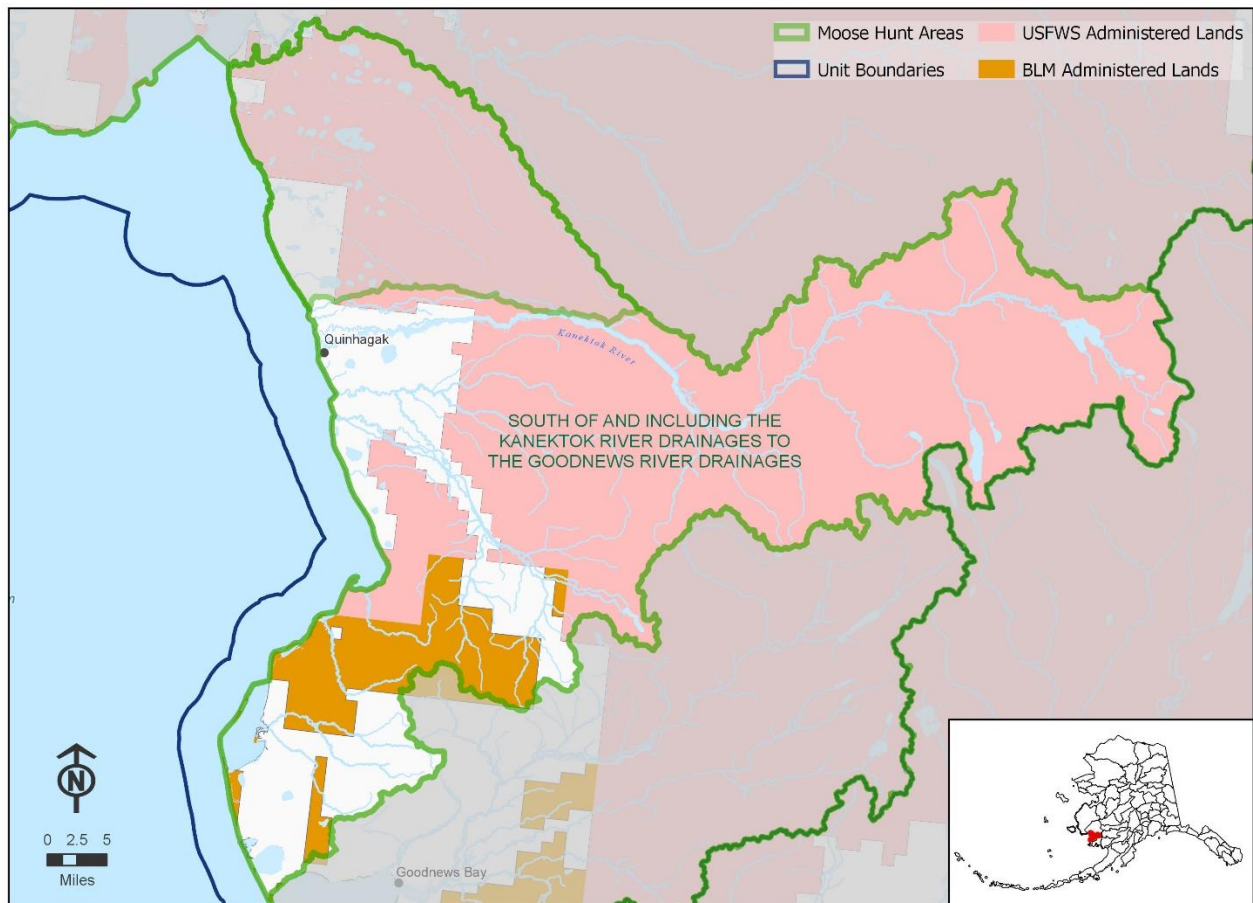 Moose Hunt Areas
USFWS Administered Lands
Unit Boundaries
BLM Administered Lands
Quinhagak
Kanektok River
SOUTH OF AND INCLUDING THE
KANEKTOK RIVER DRAINAGES TO
THE GOODNEWS RIVER DRAINAGES
N
0 2.5 5
Miles
Goodnews Bay